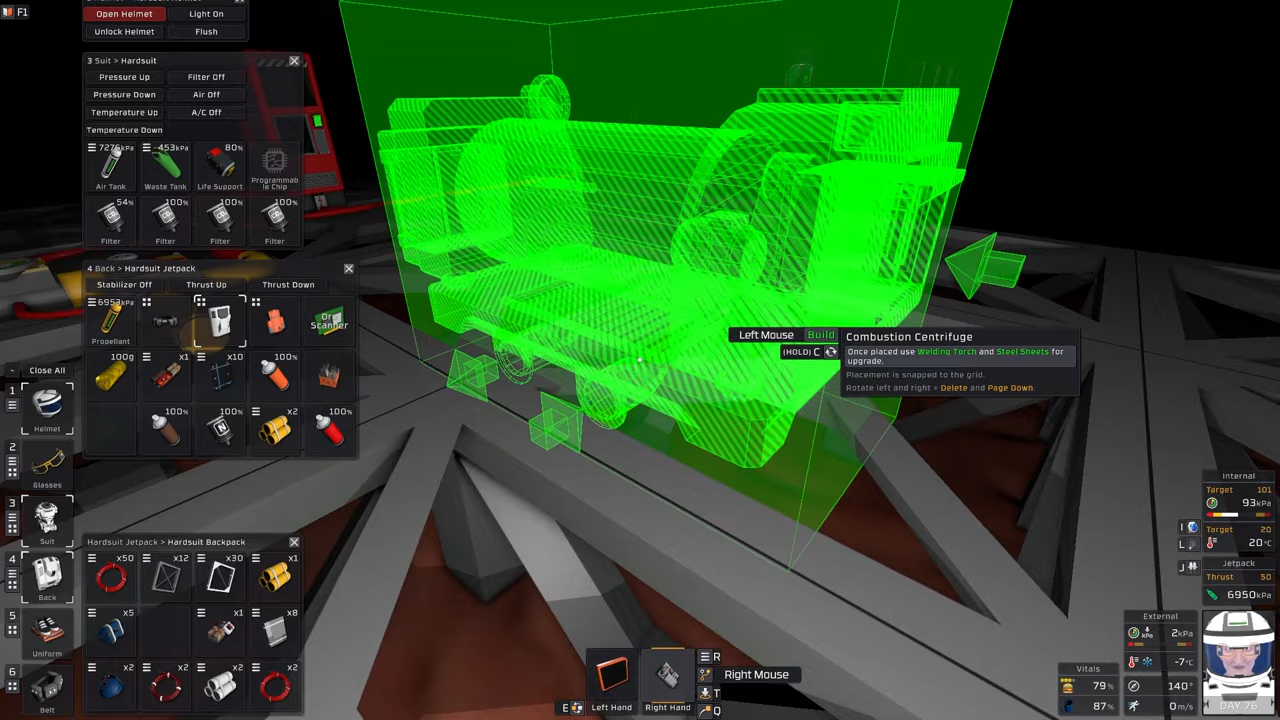 F1
Open Helmet Light On
Unlock Helmet Flush
3 Suit > Hardsuit
Pressure Up Filter Off
Pressure Down Air Off
Temperature Up A/C Off
Temperature Down
453kPa 80%
Air Tank Waste Tank Life Support Programmab
le Chip
54% 100% 100% 100%
Filter Filter Filter Filter
4 Back > Hardsuit Jetpack
Stabilizer Off Thrust Up Thrust Down
Propellant
Ore
Scanner
100g x1 x10 100%
100% 100% x2 100%
Close All
1
Helmet
2
Glasses
3
Suit
4
Back
5
Uniform
6
Belt
Hardsuit Jetpack > Hardsuit Backpack
x50 x12 x30 x1
x5 x1 x8
x2 x2 x2 x2
Left Mouse Build
(HOLD) C
Combustion Centrifuge
Once placed use Welding Torch and Steel Sheets for
upgrade.
Placement is snapped to the grid.
Rotate left and right = Delete and Page Down.
E Left Hand Right Hand
R
Right Mouse
T
Q
Internal
Target 101
93kPa
Target 20
20°C
I
L
J
Jetpack
Thrust 50
6950kPa
External
2kPa
-7°C
140°
0m/s
Vitals
79%
87%
DAY 76